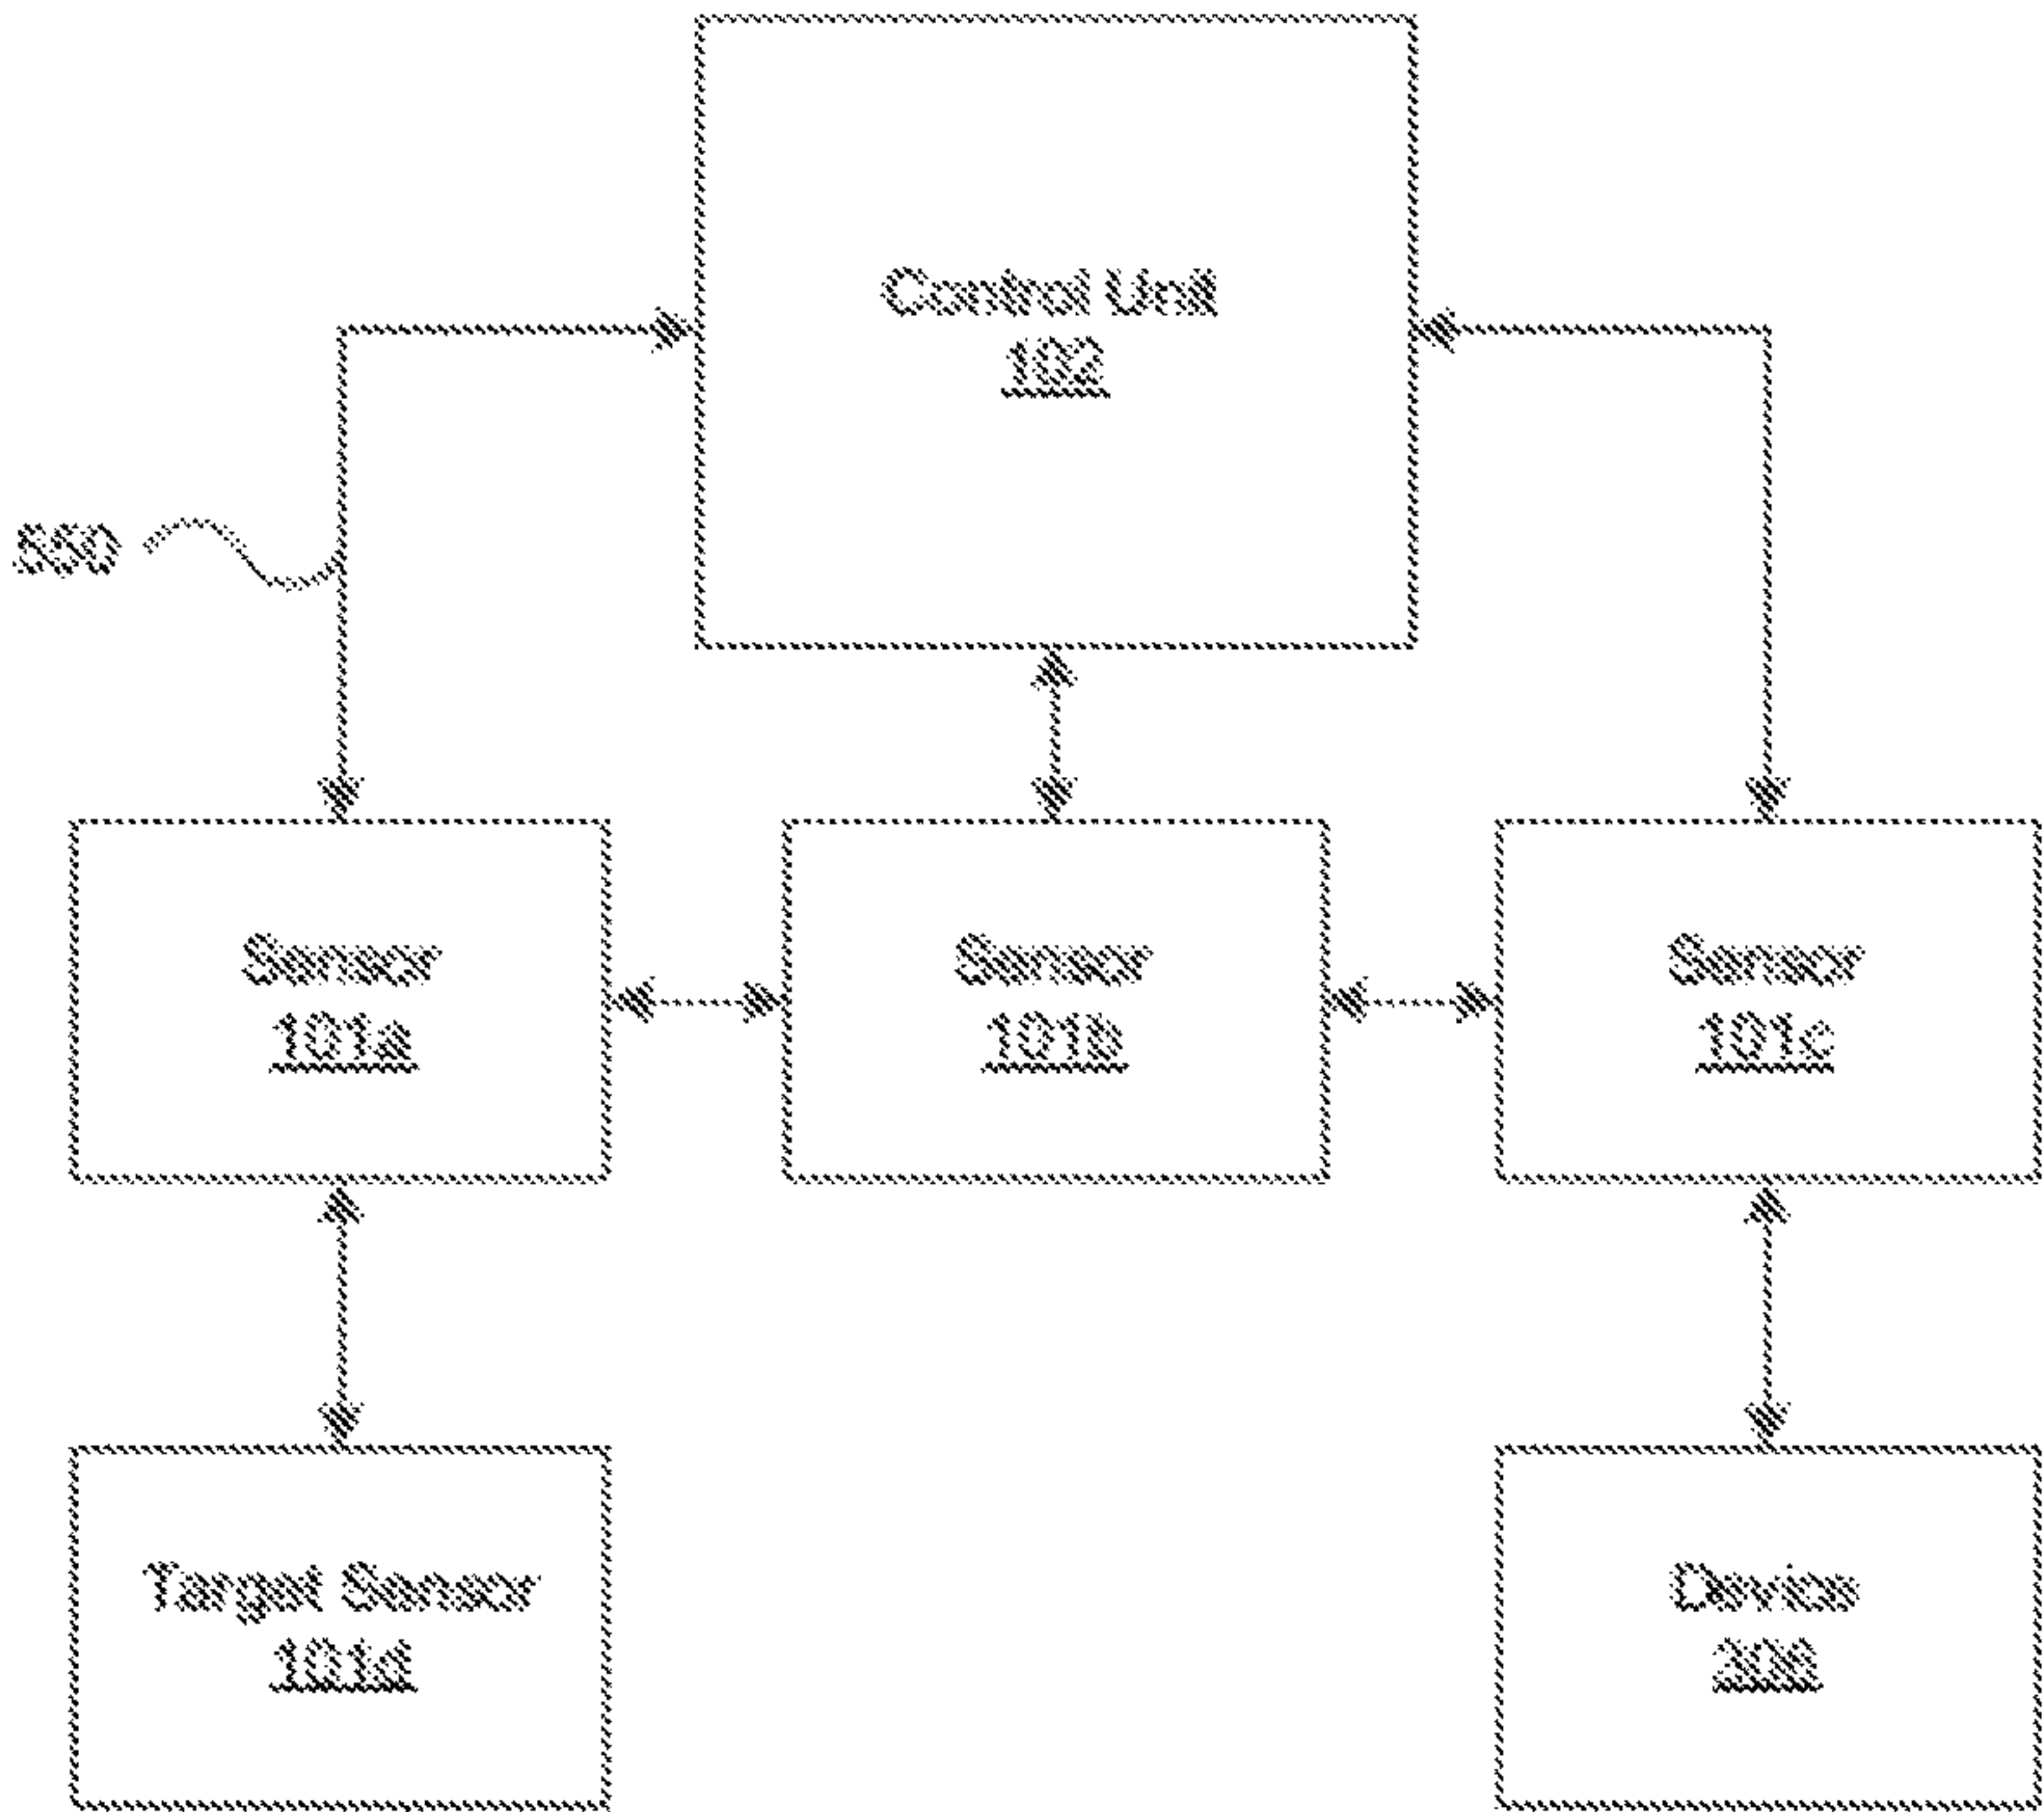 Control Unit
102
Sensor
101a
Sensor
101b
Sensor
101c
Target Sensor
101d
Device